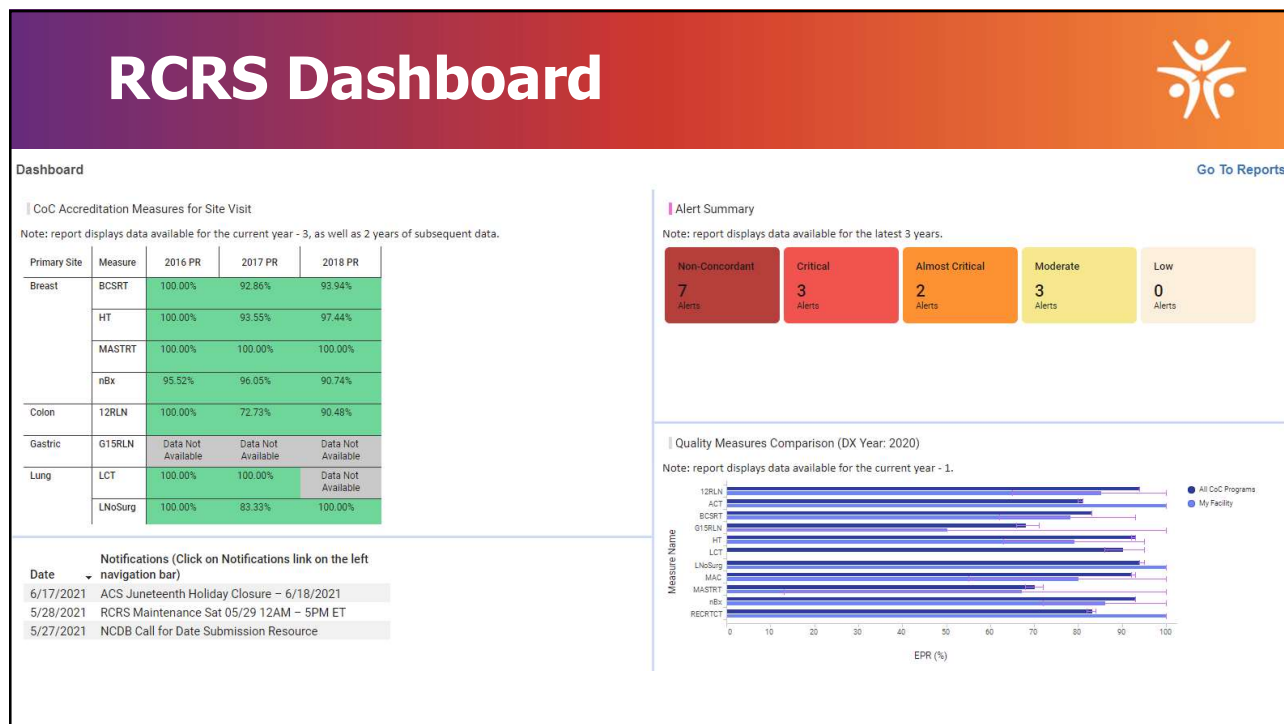 RCRS Dashboard
Dashboard
Go To Reports
CoC Accreditation Measures for Site Visit
Note: report displays data available for the current year - 3, as well as 2 years of subsequent data.
Primary Site Measure 2016 PR 2017 PR 2018 PR
Breast BCSRT 100.00% 92.86% 93.94%
HT 100.00% 93.55% 97.44%
MASTRT 100.00% 100.00% 100.00%
nBx 95.52% 96.05% 90.74%
Colon 12RLN 100.00% 72.73% 90.48%
Gastric G15RLN Data Not Data Not Data Not
Available Available Available
Lung LCT 100.00% 100.00% Data Not
Available
LNoSurg 100.00% 83.33% 100.00%
Notifications (Click on Notifications link on the left
Date navigation bar)
6/17/2021 ACS Juneteenth Holiday Closure – 6/18/2021
5/28/2021 RCRS Maintenance Sat 05/29 12AM – 5PM ET
5/27/2021 NCDB Call for Date Submission Resource
Alert Summary
Note: report displays data available for the latest 3 years.
Non-Concordant Critical Almost Critical Moderate Low
7 3 2 3 0
Alerts Alerts Alerts Alerts Alerts
Quality Measures Comparison (DX Year: 2020)
Note: report displays data available for the current year - 1.
Measure Name
12RLN
ACT
BCSRT
G15RLN
HT
LCT
LNoSurg
MAC
MASTRT
nBx
RECRTCT
0 10 20 30 40 50 60 70 80 90 100
EPR (%)
All CoC Programs
My Facility